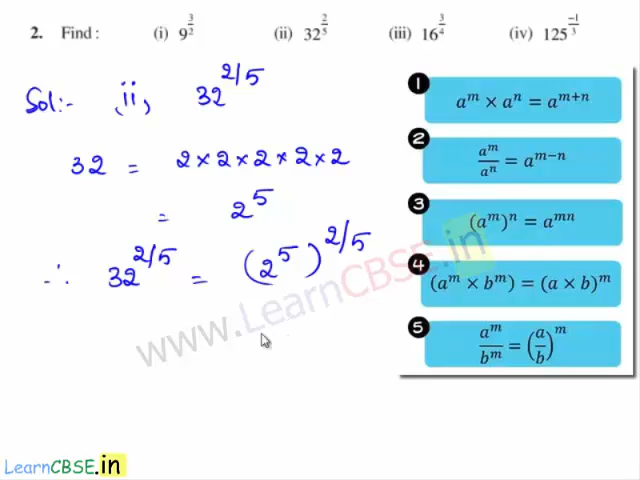 2. Find : (i) 9^{3/2} (ii) 32^{2/5} (iii) 16^{3/4} (iv) 125^{-1/3}
Sol:- ii, 32^{2/5}
32 = 2 × 2 × 2 × 2 × 2
= 2^5
∴ 32^{2/5} = (2^5)^{2/5}
1
a^m × a^n = a^{m+n}
2
a^m/a^n = a^{m−n}
3
(a^m)^n = a^{mn}
4
(a^m × b^m) = (a × b)^m
5
a^m/b^m = (a/b)^m
www.LearnCBSE.in
LearnCBSE.in